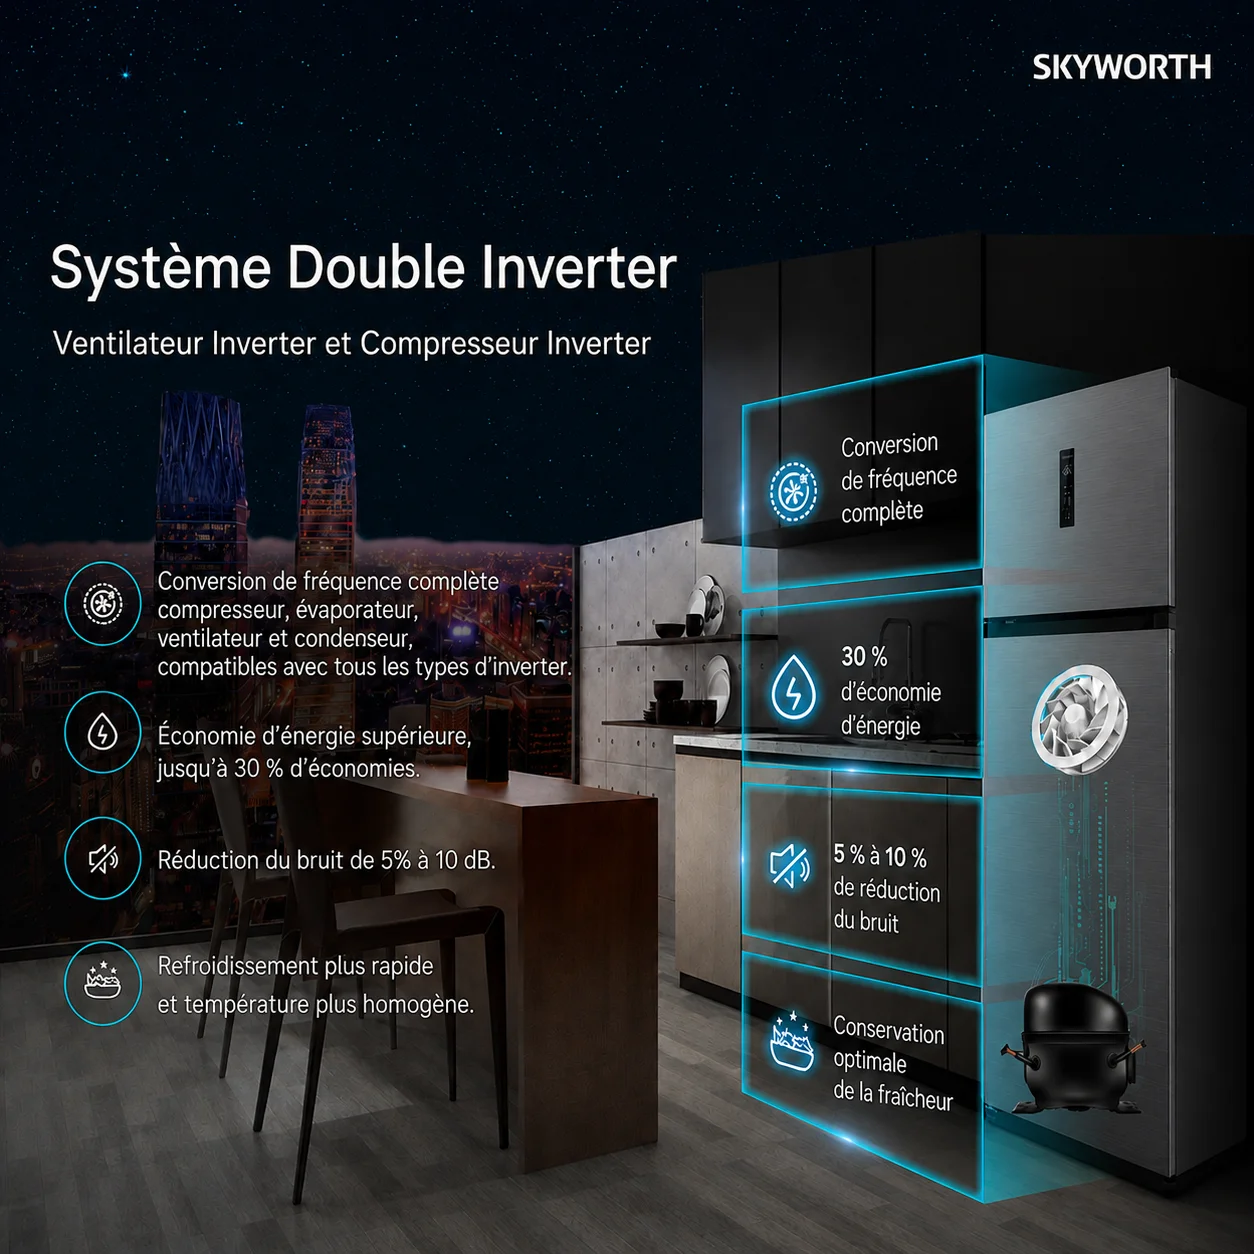 SKYWORTH
Système Double Inverter
Ventilateur Inverter et Compresseur Inverter
Conversion de fréquence complète
compresseur, évaporateur,
ventilateur et condenseur,
compatibles avec tous les types d'inverter.
Économie d'énergie supérieure,
jusqu'à 30 % d'économies.
Réduction du bruit de 5% à 10 dB.
Refroidissement plus rapide
et température plus homogène.
Conversion
de fréquence
complète
30 %
d'économie
d'énergie
5 % à 10 %
de réduction
du bruit
Conservation
optimale
de la fraîcheur